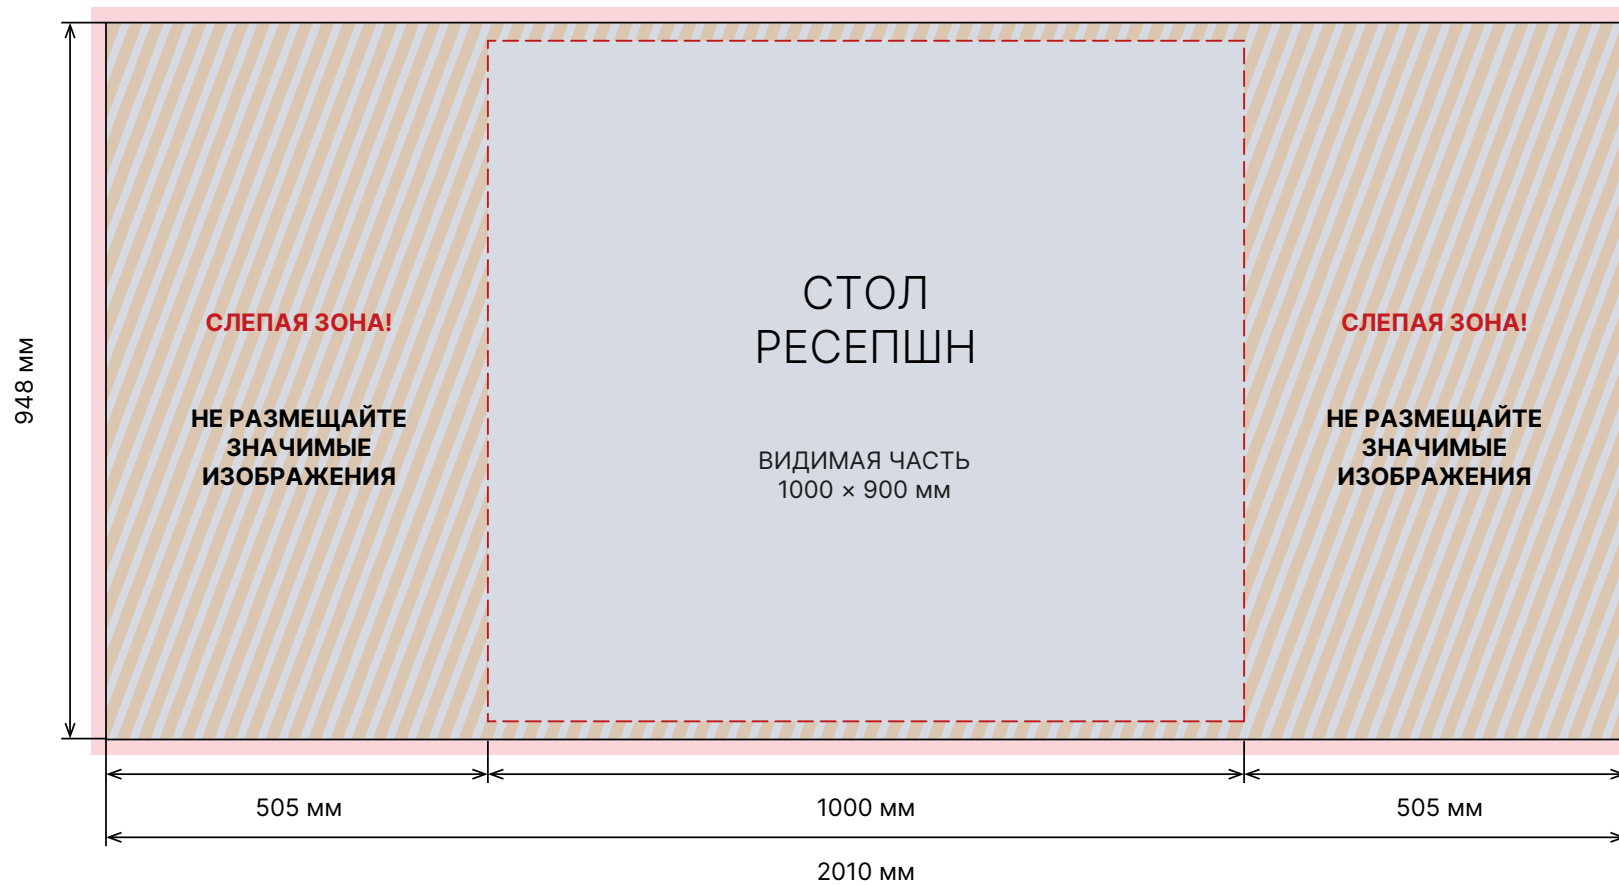 СТОЛ
РЕСЕПШН
ВИДИМАЯ ЧАСТЬ
1000 × 900 мм
СЛЕПАЯ ЗОНА!
НЕ РАЗМЕЩАЙТЕ
ЗНАЧИМЫЕ
ИЗОБРАЖЕНИЯ
СЛЕПАЯ ЗОНА!
НЕ РАЗМЕЩАЙТЕ
ЗНАЧИМЫЕ
ИЗОБРАЖЕНИЯ
948 мм
505 мм
1000 мм
505 мм
2010 мм